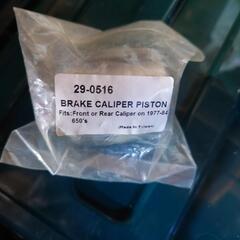 29-0516
BRAKE CALIPER PISTON
Fits:Front or Rear Caliper on 1977-84
650's
(Made In Taiwan)